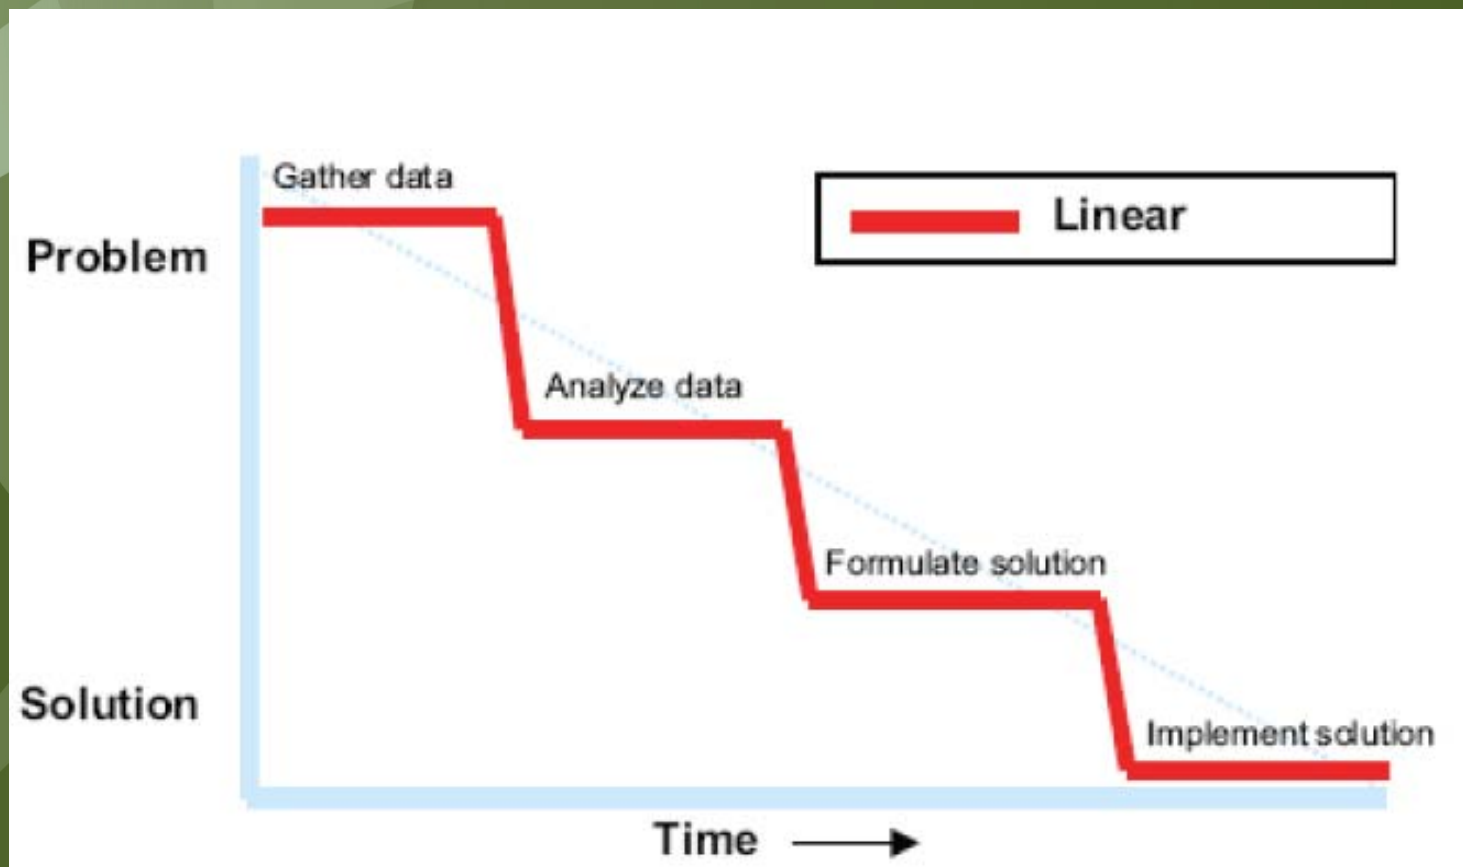 Gather data
Linear
Problem
Analyze data
Formulate solution
Solution
Implement solution
Time